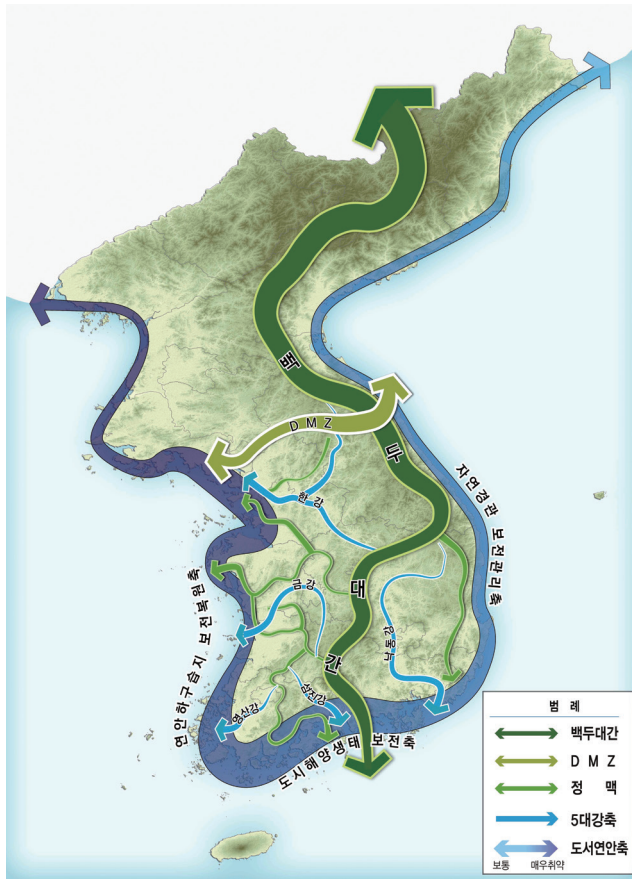 백
두
대
간
D M Z
한 강
금 강
낙동강
영산강
섬진강
자연경관 보전관리축
연안하구습지 보전복원축
도시해양생태 보전축
범 례
백두대간
D M Z
정 맥
5대강축
도서연안축
보통 매우취약